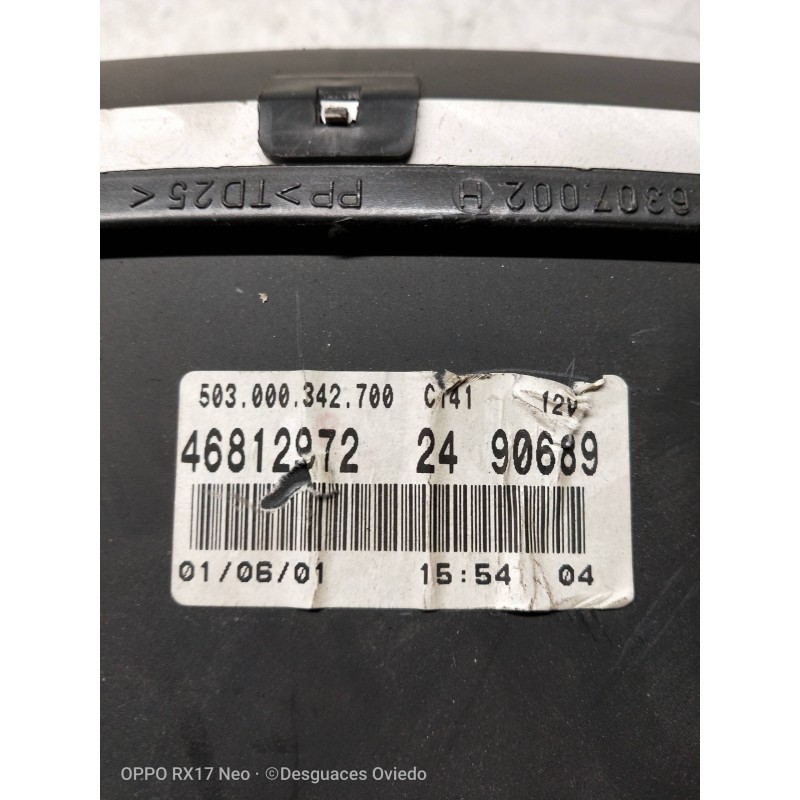 PP>TD25< H 6307.002
503.000.342.700 C141 12V
46812972 24 90689
01/06/01 15:54 04
OPPO RX17 Neo · ©Desguaces Oviedo